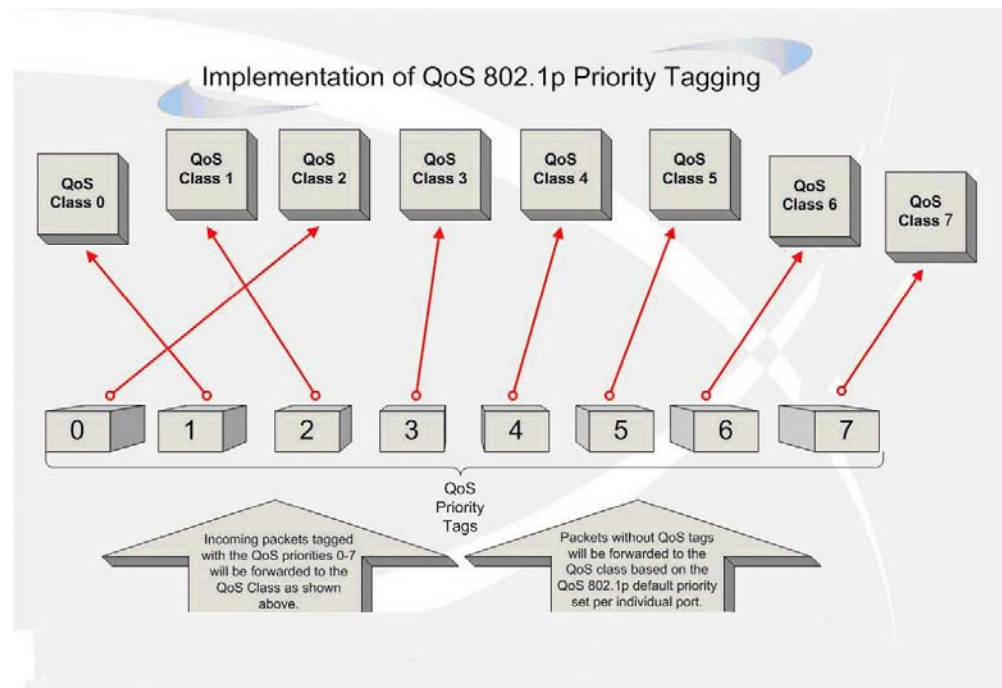 Implementation of QoS 802.1p Priority Tagging
QoS
Class 0
QoS
Class 1
QoS
Class 2
QoS
Class 3
QoS
Class 4
QoS
Class 5
QoS
Class 6
QoS
Class 7
0
1
2
3
4
5
6
7
QoS
Priority
Tags
Incoming packets tagged
with the QoS priorities 0-7
will be forwarded to the
QoS Class as shown
above.
Packets without QoS tags
will be forwarded to the
QoS class based on the
QoS 802.1p default priority
set per individual port.